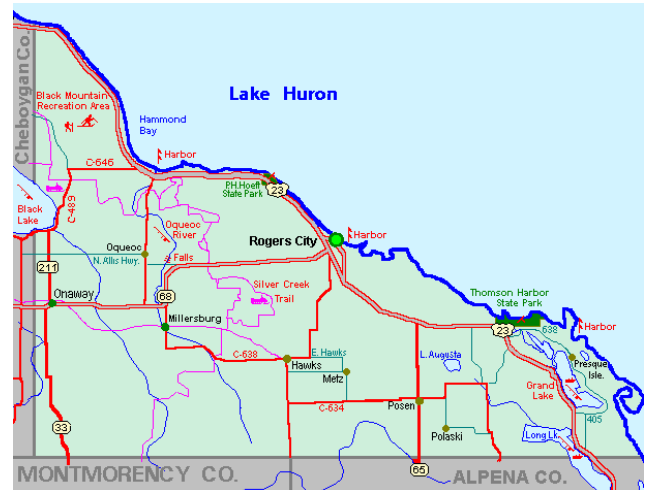 Cheboygan Co.
Lake Huron
Black Mountain
Recreation Area
Hammond
Bay
Harbor
C-646
P.H.Hoeft
State Park
23
C-489
Black
Lake
Oqueoc
River
Falls
Oqueoc
N. Allis Hwy.
Rogers City
Harbor
211
68
Silver Creek
Trail
Onaway
Millersburg
Thomson Harbor
State Park
23
638
Harbor
C-638
E. Hawks
Hawks
Metz
L. Augusta
Presque
Isle.
Grand
Lake
C-634
Posen
405
Polaski
Long Lk.
33
65
MONTMORENCY CO.
ALPENA CO.